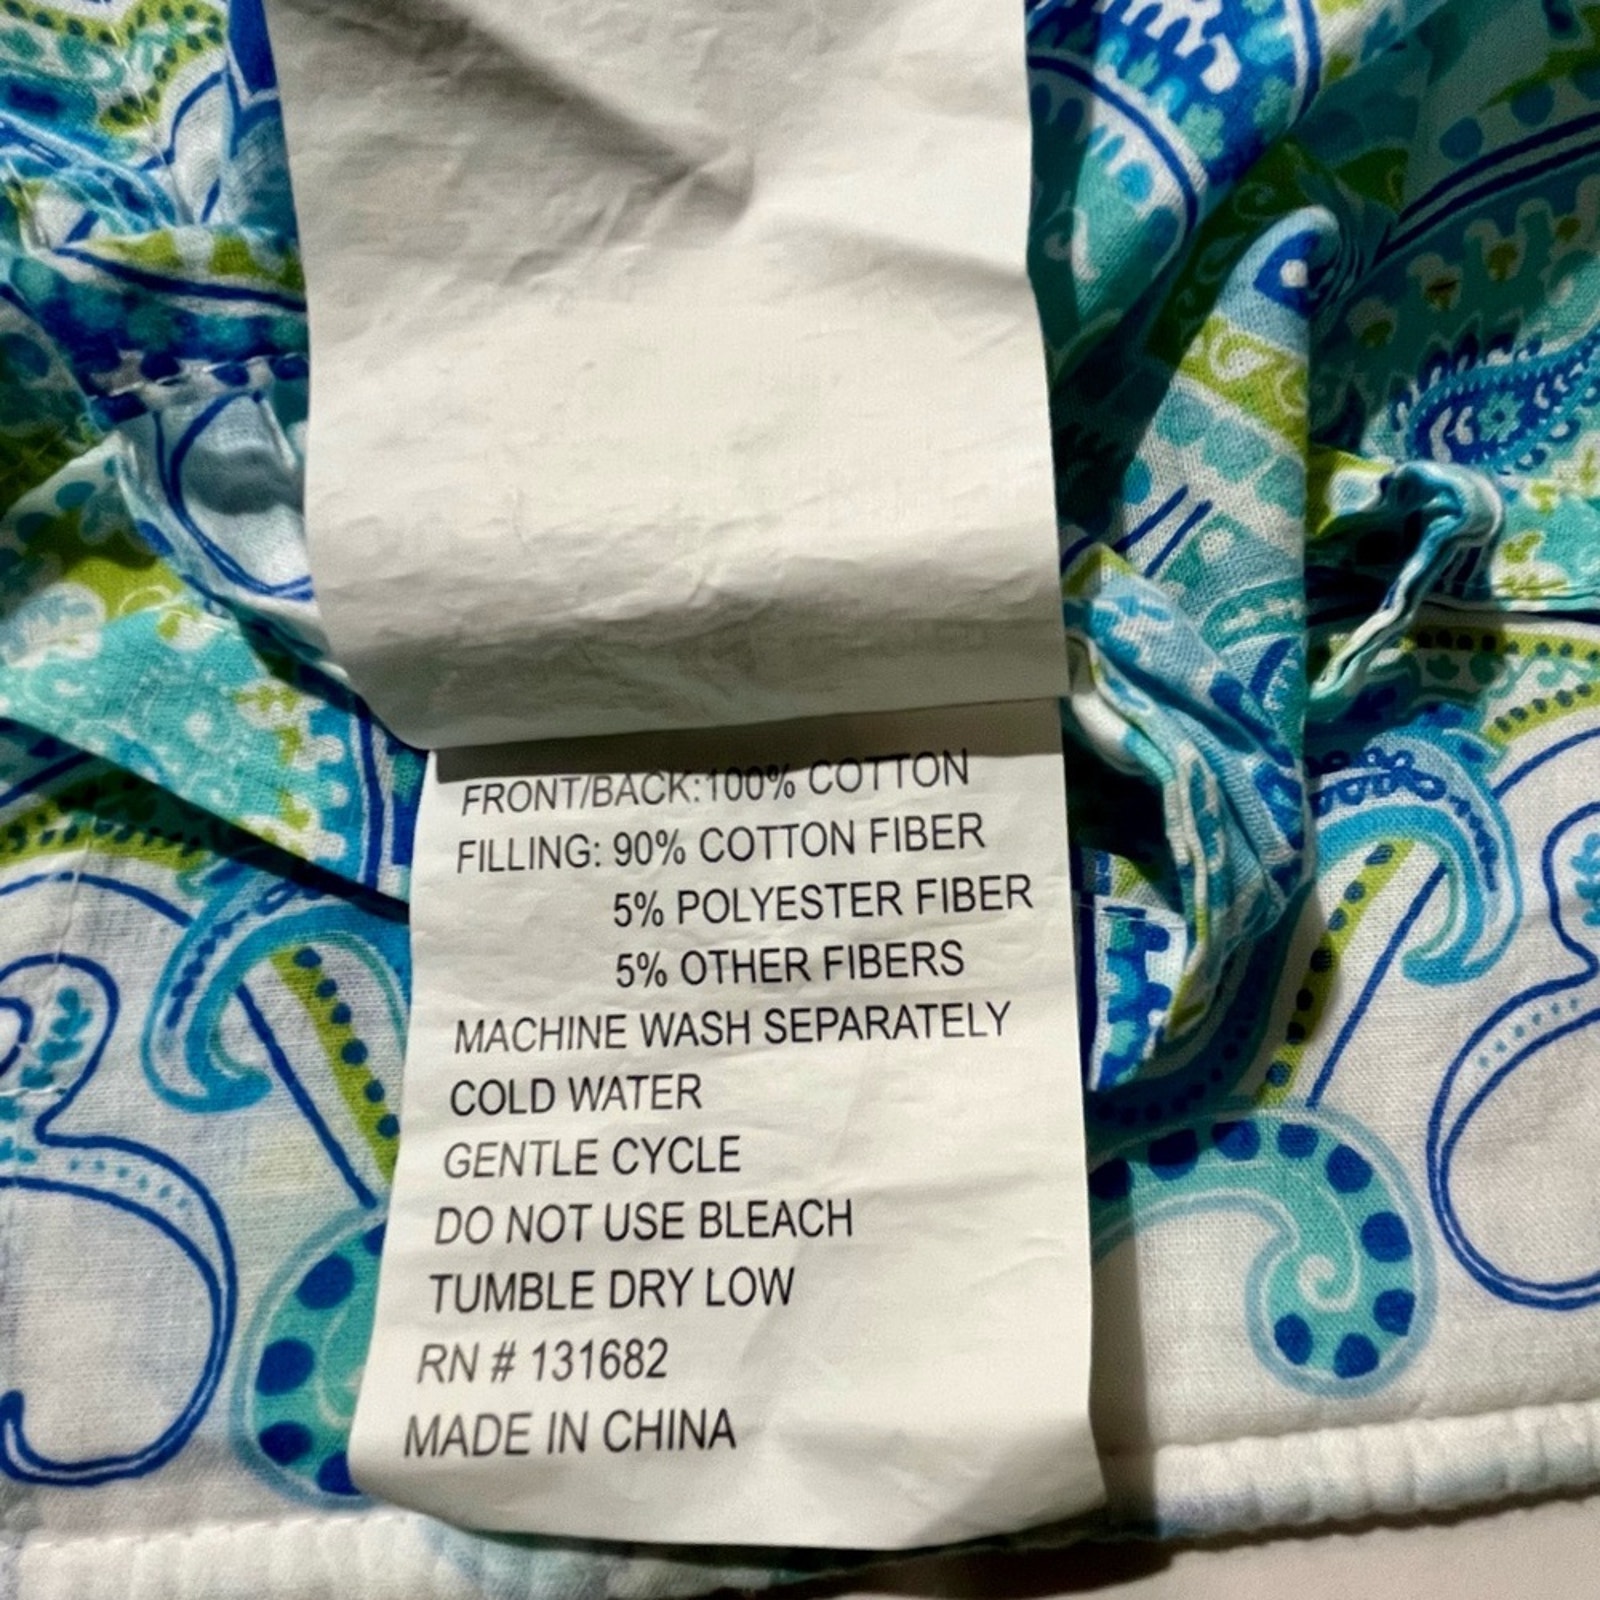 FRONT/BACK:100% COTTON
FILLING: 90% COTTON FIBER
5% POLYESTER FIBER
5% OTHER FIBERS
MACHINE WASH SEPARATELY
COLD WATER
GENTLE CYCLE
DO NOT USE BLEACH
TUMBLE DRY LOW
RN # 131682
MADE IN CHINA